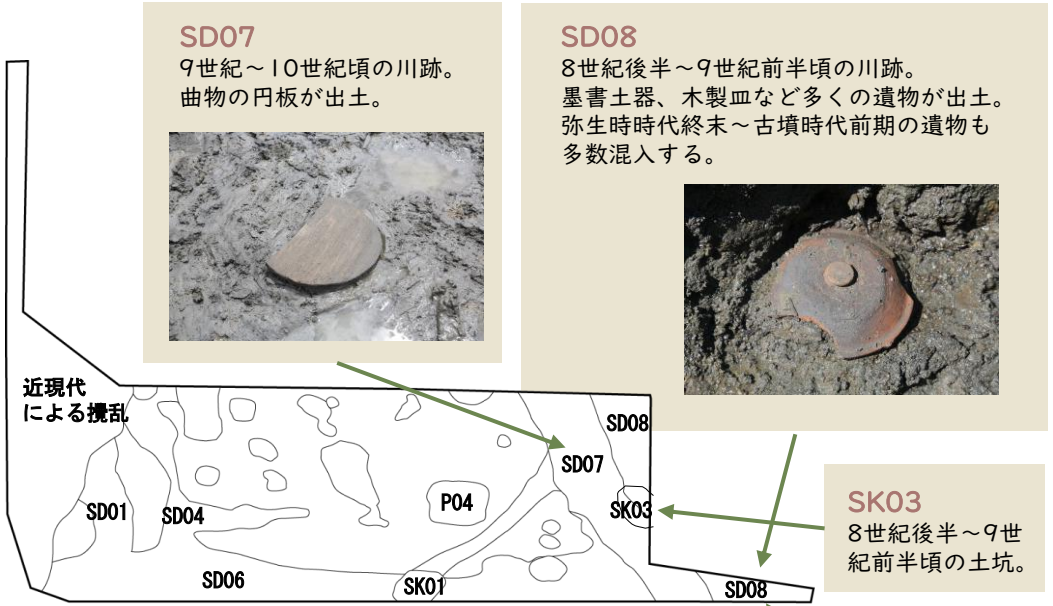 SD07
9世紀～10世紀頃の川跡。
曲物の円板が出土。
SD08
8世紀後半～9世紀前半頃の川跡。
墨書土器、木製皿など多くの遺物が出土。
弥生時時代終末～古墳時代前期の遺物も
多数混入する。
近現代
による攪乱
SD08
SD07
SD01
SD04
P04
SK03
SK03
8世紀後半～9世
紀前半頃の土坑。
SD06
SK01
SD08